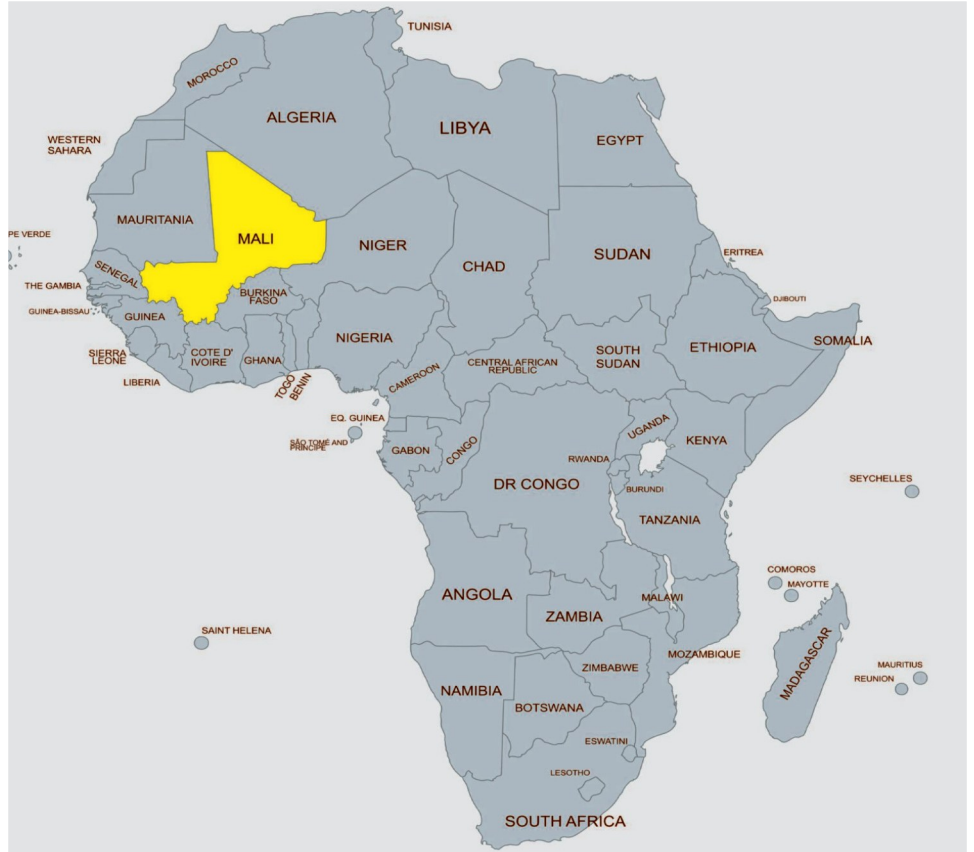 TUNISIA
MOROCCO
ALGERIA
LIBYA
EGYPT
WESTERN
SAHARA
MAURITANIA
MALI
NIGER
CHAD
SUDAN
ERITREA
PE VERDE
SENEGAL
THE GAMBIA
BURKINA
FASO
DJIBOUTI
GUINEA-BISSAU
GUINEA
NIGERIA
ETHIOPIA
SOMALIA
SIERRA
LEONE
COTE D'
IVOIRE
GHANA
CENTRAL AFRICAN
REPUBLIC
SOUTH
SUDAN
LIBERIA
TOGO
BENIN
CAMEROON
EQ. GUINEA
SÃO TOMÉ AND
PRINCIPE
GABON
CONGO
UGANDA
KENYA
RWANDA
DR CONGO
BURUNDI
SEYCHELLES
TANZANIA
COMOROS
MAYOTTE
ANGOLA
MALAWI
ZAMBIA
SAINT HELENA
MOZAMBIQUE
MADAGASCAR
ZIMBABWE
MAURITIUS
REUNION
NAMIBIA
BOTSWANA
ESWATINI
LESOTHO
SOUTH AFRICA